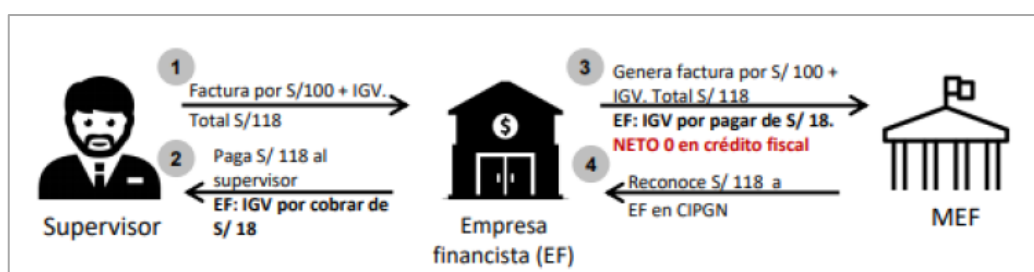 1
Factura por S/100 + IGV.
Total S/118
2
Paga S/ 118 al
supervisor
EF: IGV por cobrar de
S/ 18
Supervisor
$
Empresa
financista (EF)
3
Genera factura por S/ 100 +
IGV. Total S/ 118
EF: IGV por pagar de S/ 18.
NETO 0 en crédito fiscal
4
Reconoce S/ 118 a
EF en CIPGN
MEF